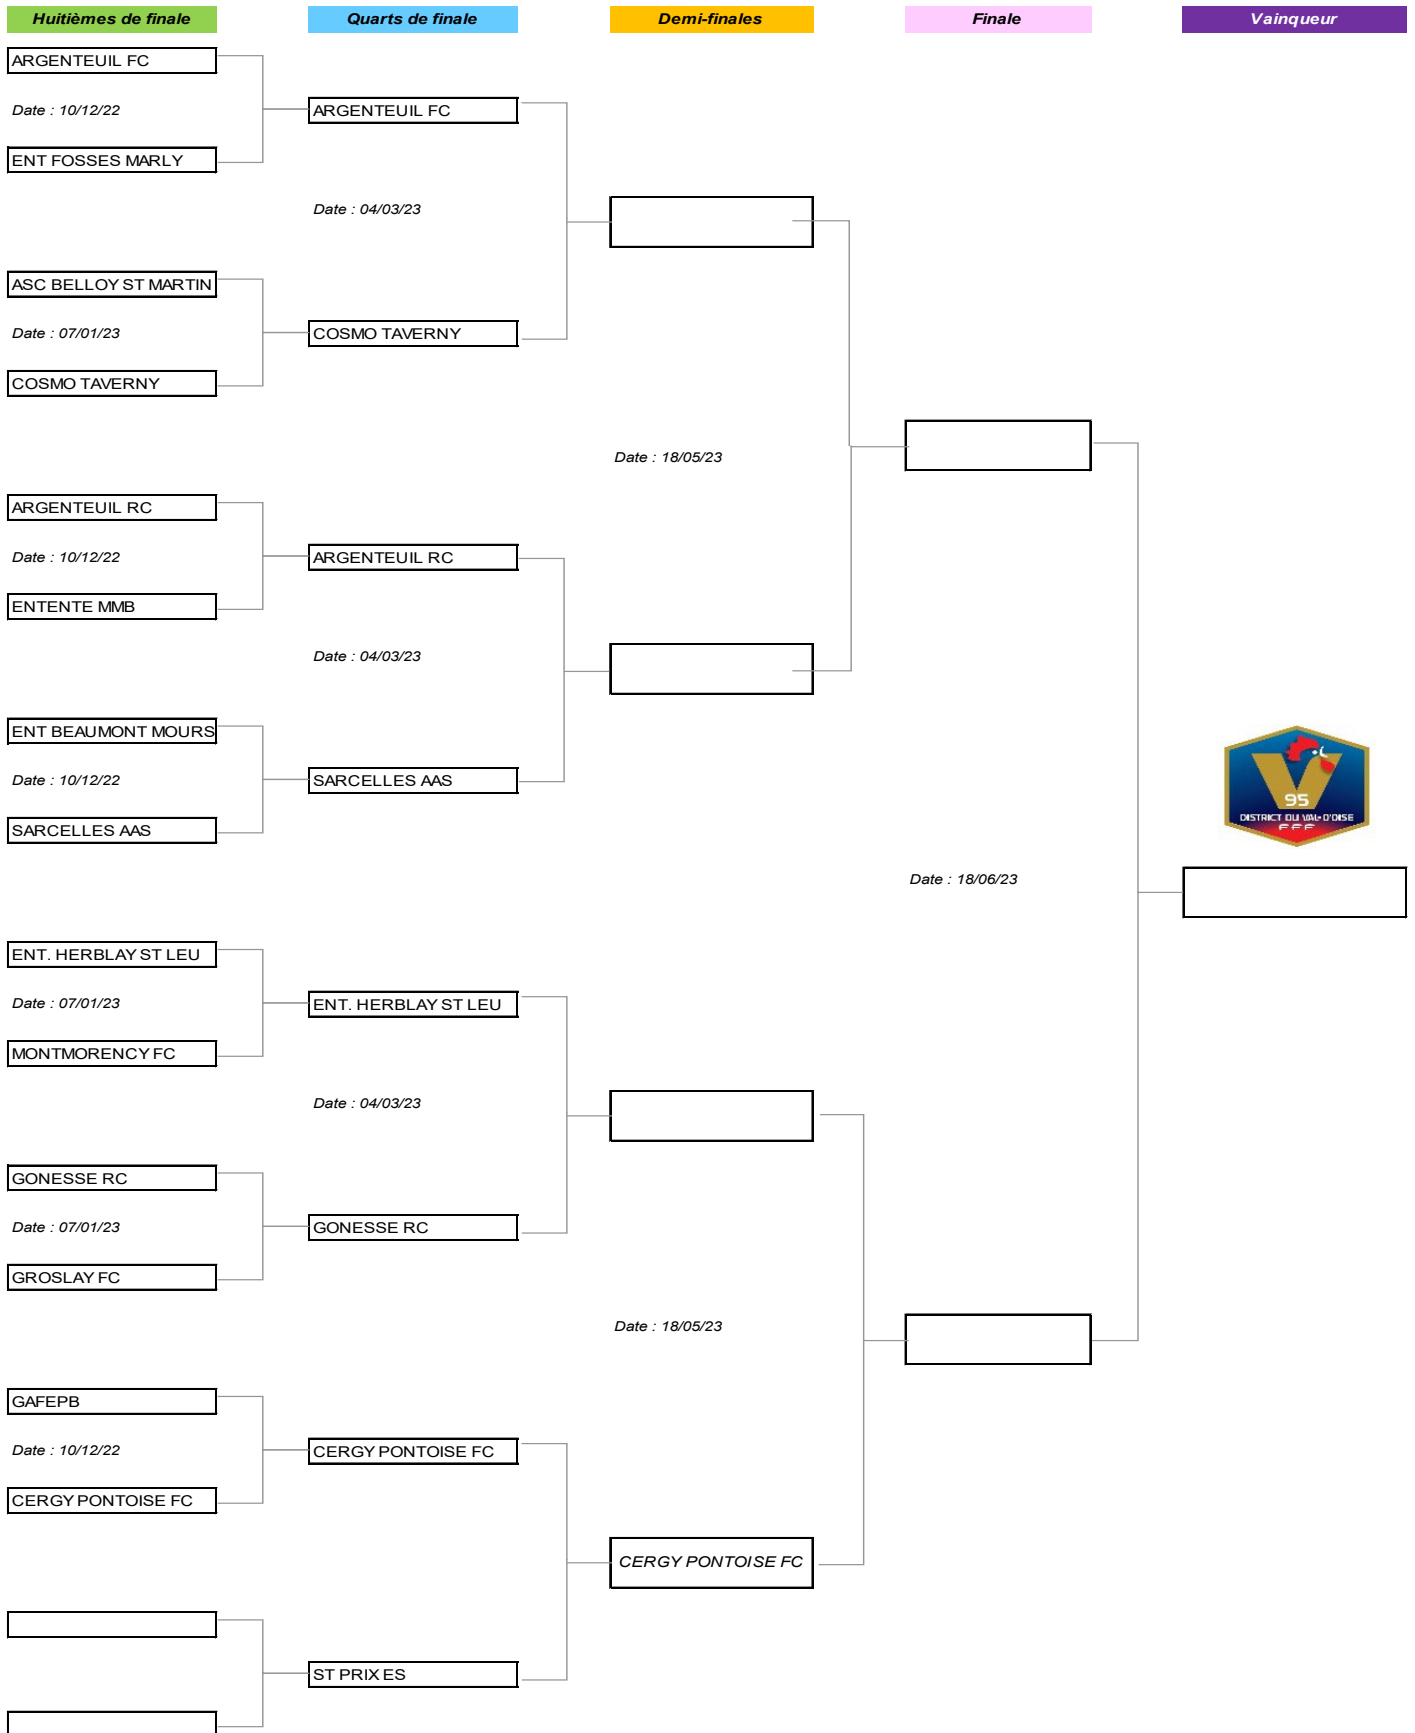 Huitièmes de finale
Quarts de finale
Demi-finales
Finale
Vainqueur
ARGENTEUIL FC
Date : 10/12/22
ARGENTEUIL FC
ENT FOSSES MARLY
Date : 04/03/23
ASC BELLOY ST MARTIN
Date : 07/01/23
COSMO TAVERNY
COSMO TAVERNY
Date : 18/05/23
ARGENTEUIL RC
Date : 10/12/22
ARGENTEUIL RC
ENTENTE MMB
Date : 04/03/23
ENT BEAUMONT MOURS
Date : 10/12/22
SARCELLES AAS
SARCELLES AAS
95
DISTRICT DU VAL-D'OISE
FFF
Date : 18/06/23
ENT. HERBLAY ST LEU
Date : 07/01/23
ENT. HERBLAY ST LEU
MONTMORENCY FC
Date : 04/03/23
GONESSE RC
Date : 07/01/23
GONESSE RC
GROSLAY FC
Date : 18/05/23
GAFEPB
Date : 10/12/22
CERGY PONTOISE FC
CERGY PONTOISE FC
CERGY PONTOISE FC
ST PRIX ES